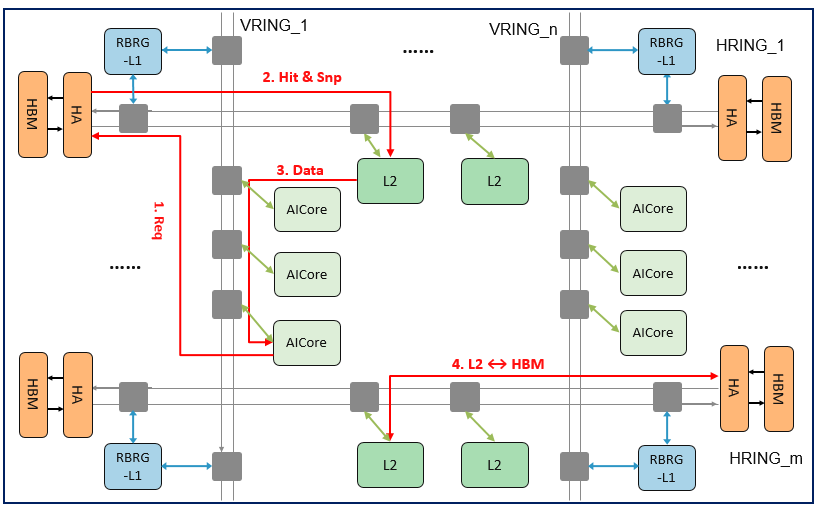 VRING_1
VRING_n
......
RBRG
-L1
RBRG
-L1
HRING_1
2. Hit & Snp
HBM
HA
HA
HBM
3. Data
L2
L2
1. Req
AICore
AICore
AICore
AICore
......
......
AICore
AICore
4. L2 ↔ HBM
HBM
HA
HA
HBM
RBRG
-L1
L2
L2
RBRG
-L1
HRING_m